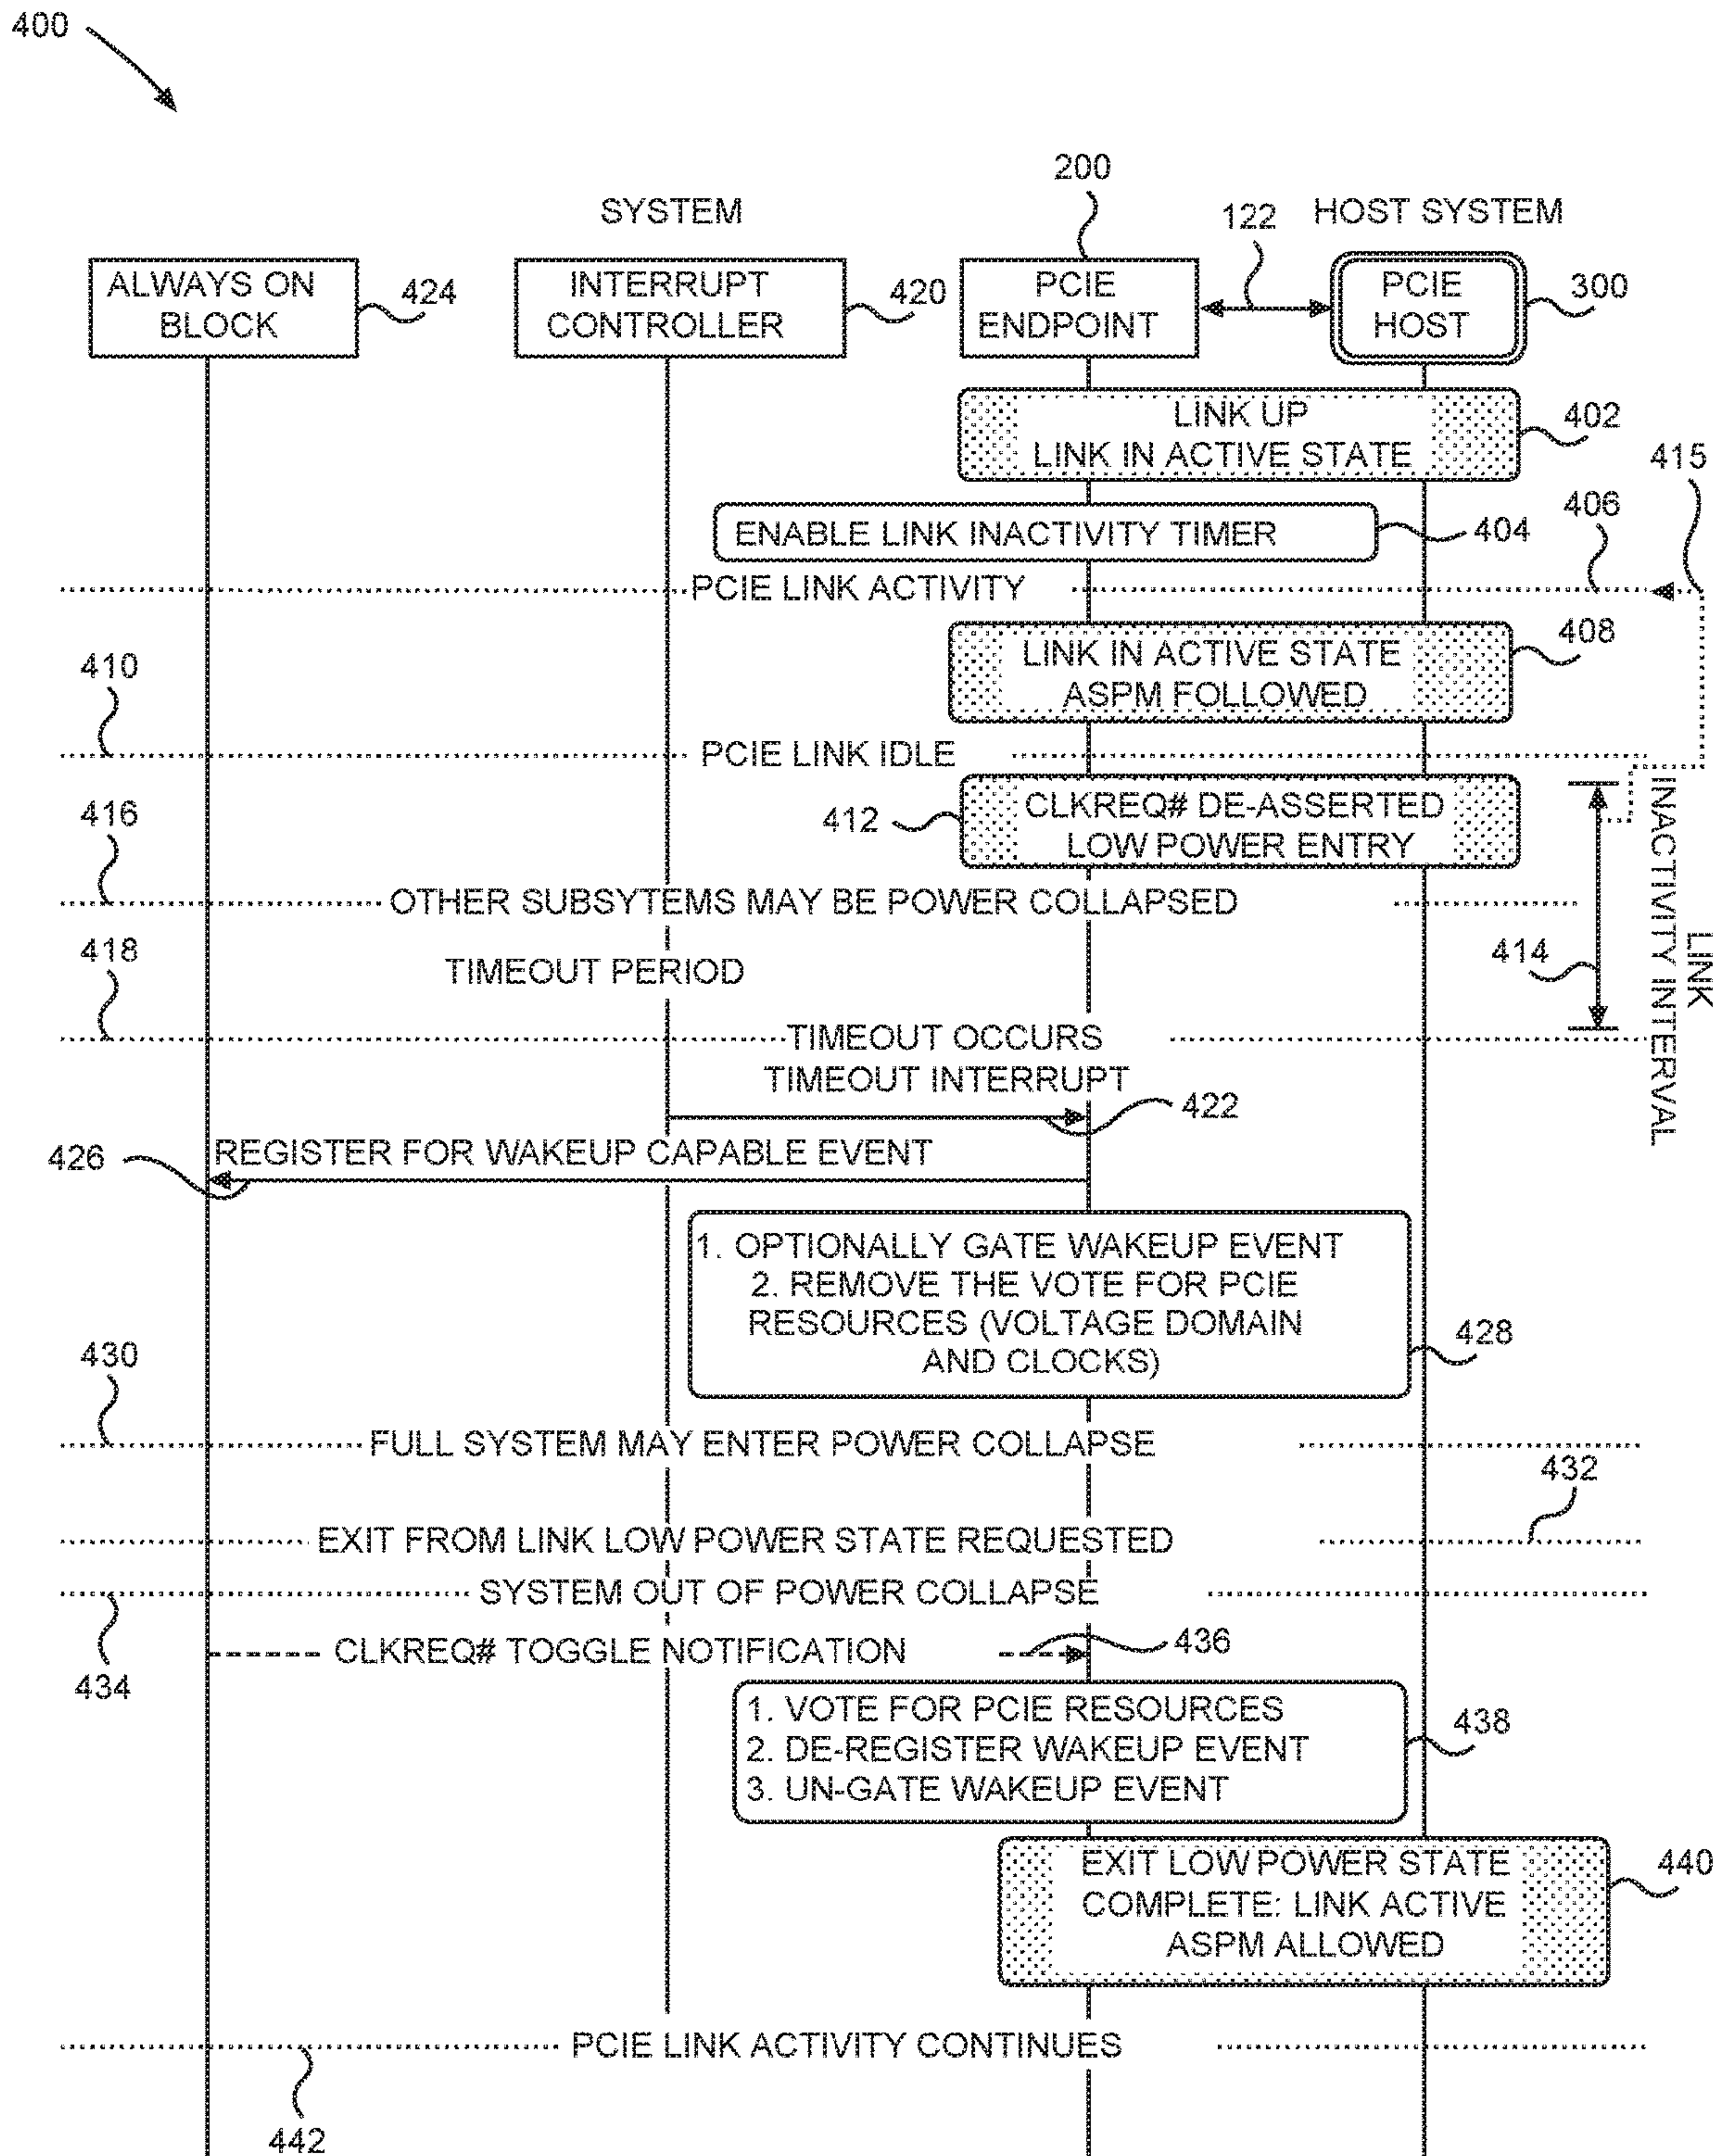 400
200
SYSTEM
122
HOST SYSTEM
ALWAYS ON
BLOCK
424
INTERRUPT
CONTROLLER
420
PCIE
ENDPOINT
PCIE
HOST
300
LINK UP
LINK IN ACTIVE STATE
402
415
406
ENABLE LINK INACTIVITY TIMER
404
PCIE LINK ACTIVITY
408
LINK IN ACTIVE STATE
ASPM FOLLOWED
410
PCIE LINK IDLE
416
412
CLKREQ# DE-ASSERTED
LOW POWER ENTRY
LINK
INACTIVITY INTERVAL
OTHER SUBSYTEMS MAY BE POWER COLLAPSED
418
414
TIMEOUT PERIOD
TIMEOUT OCCURS
TIMEOUT INTERRUPT
422
426
REGISTER FOR WAKEUP CAPABLE EVENT
1. OPTIONALLY GATE WAKEUP EVENT
2. REMOVE THE VOTE FOR PCIE
RESOURCES (VOLTAGE DOMAIN
AND CLOCKS)
428
430
FULL SYSTEM MAY ENTER POWER COLLAPSE
432
EXIT FROM LINK LOW POWER STATE REQUESTED
SYSTEM OUT OF POWER COLLAPSE
434
CLKREQ# TOGGLE NOTIFICATION
436
1. VOTE FOR PCIE RESOURCES
2. DE-REGISTER WAKEUP EVENT
3. UN-GATE WAKEUP EVENT
438
EXIT LOW POWER STATE
COMPLETE: LINK ACTIVE
ASPM ALLOWED
440
PCIE LINK ACTIVITY CONTINUES
442